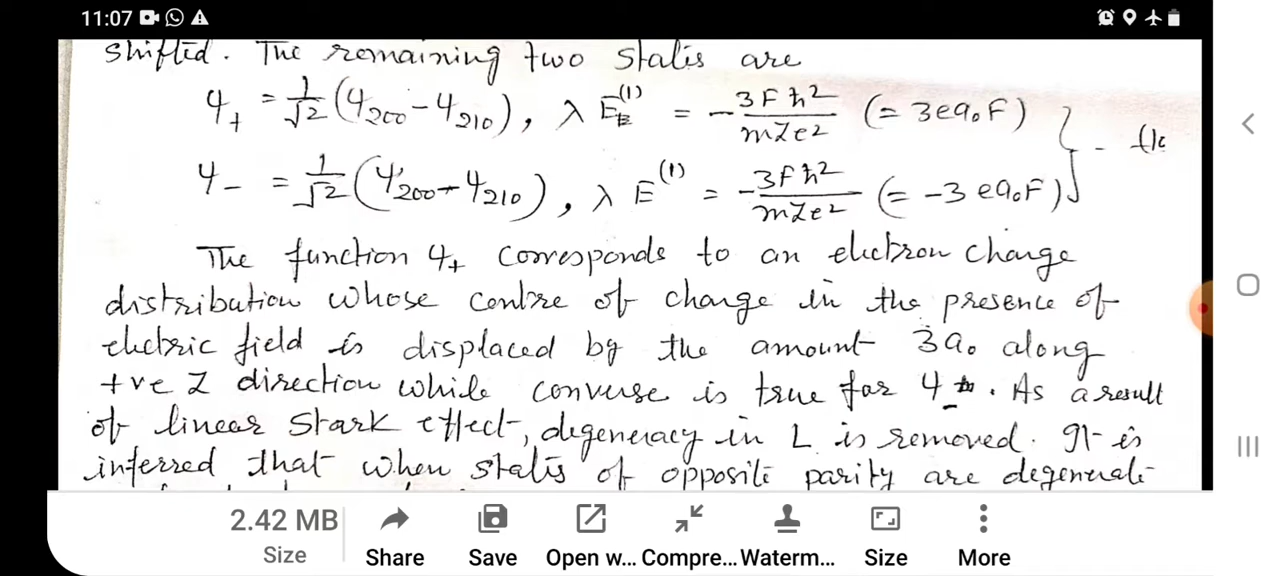 11:07
shifted. The remaining two states are
Ψ₊ = 1/√2 (Ψ₂₀₀ - Ψ₂₁₀), λ E⁽¹⁾ = -3Fħ²/mZe² (= 3ea₀F)
Ψ₋ = 1/√2 (Ψ₂₀₀ - Ψ₂₁₀), λ E⁽¹⁾ = -3Fħ²/mZe² (= -3ea₀F)
The function Ψ₊ corresponds to an electron charge
distribution whose centre of charge in the presence of
electric field is displaced by the amount 3a₀ along
+ve Z direction while converse is true for Ψ₋. As a result
of linear Stark effect, degeneracy in L is removed. It is
inferred that when states of opposite parity are degenerate
2.42 MB
Size
Share
Save
Open w...
Compre...
Waterm...
Size
More